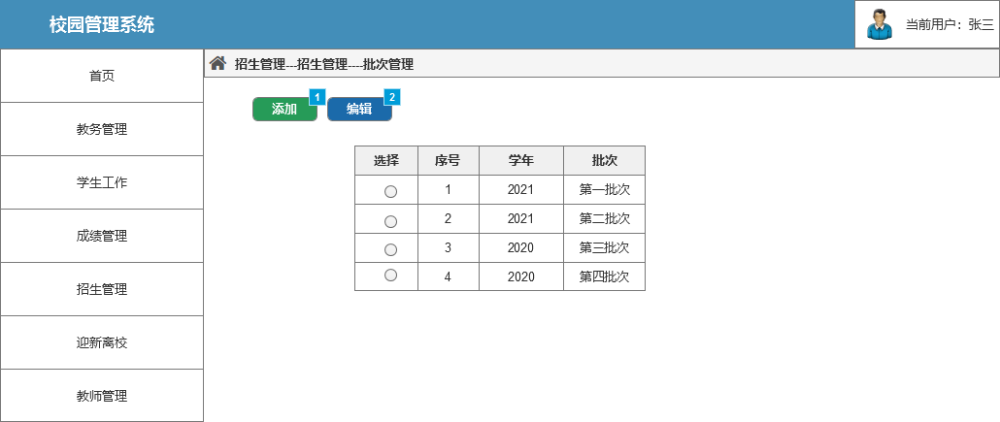 校园管理系统
当前用户：张三
首页
教务管理
学生工作
成绩管理
招生管理
迎新离校
教师管理
招生管理---招生管理----批次管理
添加 1 编辑 2
选择 序号 学年 批次
1 2021 第一批次
2 2021 第二批次
3 2020 第三批次
4 2020 第四批次